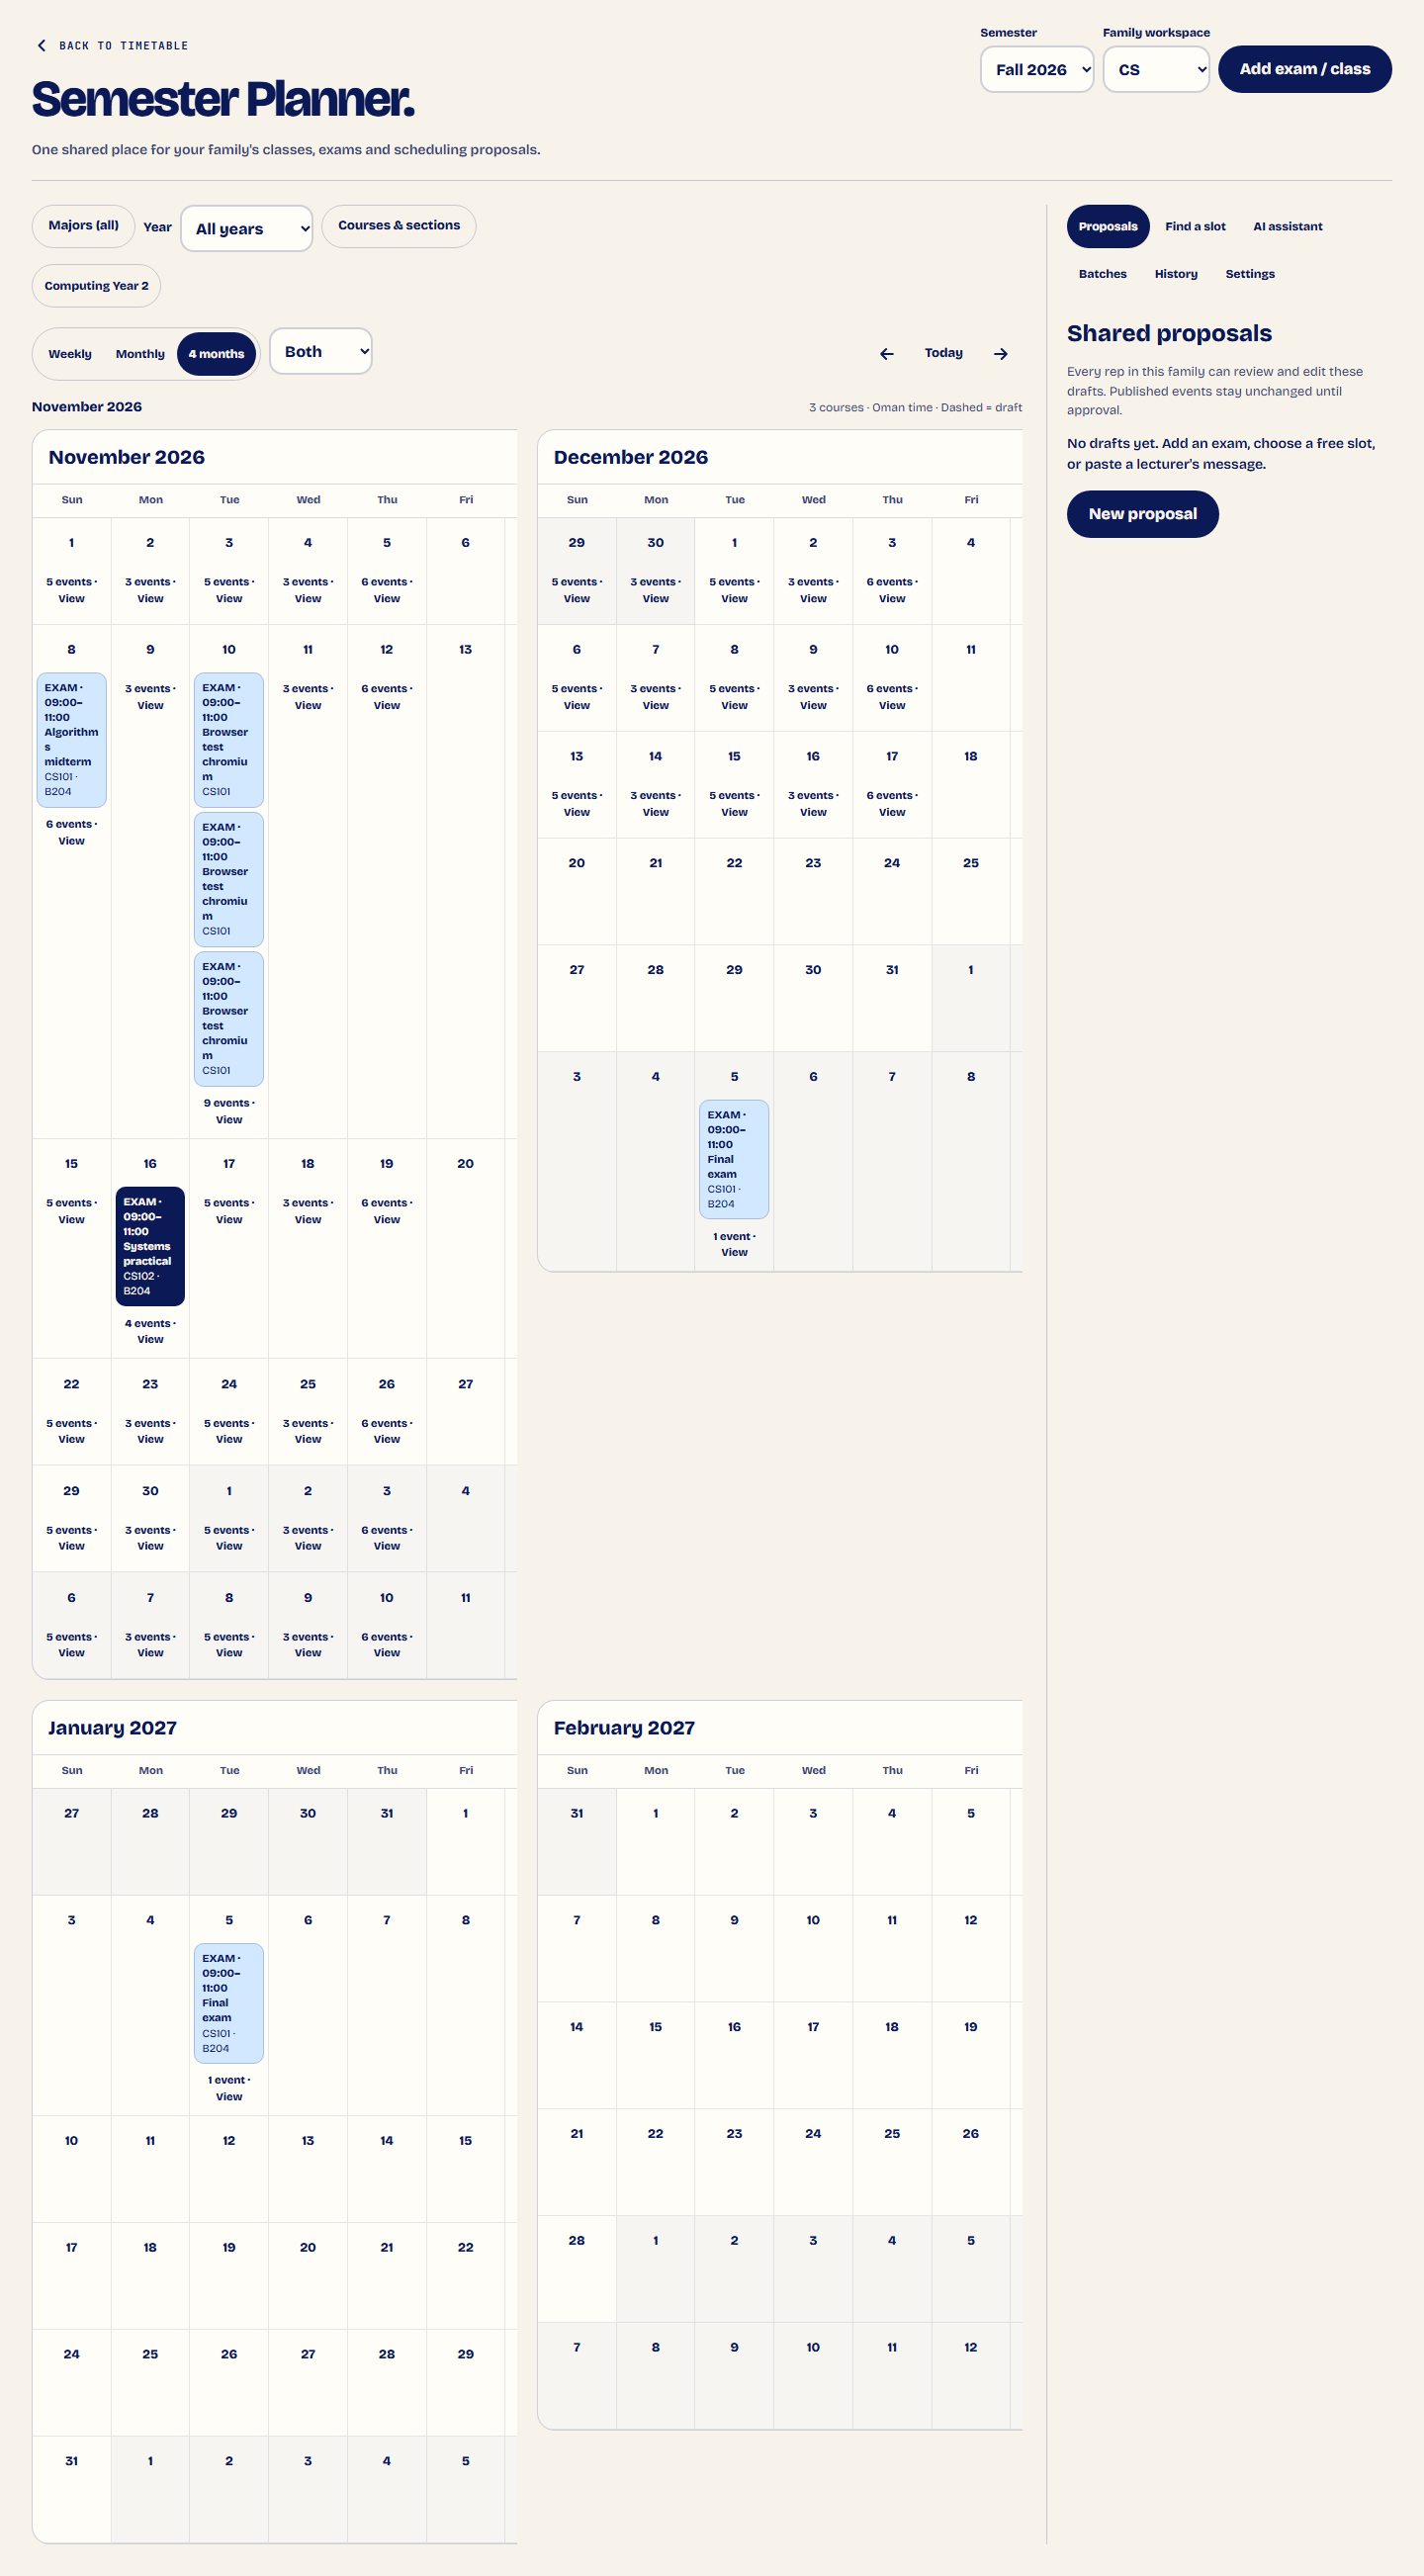 BACK TO TIMETABLE
Semester Planner.
One shared place for your family's classes, exams and scheduling proposals.
Semester
Family workspace
Fall 2026
CS
Add exam / class
Majors (all)
Year
All years
Courses & sections
Computing Year 2
Weekly
Monthly
4 months
Both
Today
November 2026
3 courses · Oman time · Dashed = draft
November 2026
Sun Mon Tue Wed Thu Fri
1 2 3 4 5 6
5 events · 3 events · 5 events · 3 events · 6 events ·
View View View View View
8 9 10 11 12 13
EXAM ·
09:00–
11:00
Algorithm
s
midterm
CS101 ·
B204
6 events ·
View
3 events ·
View
EXAM ·
09:00–
11:00
Browser
test
chromiu
m
CS101
EXAM ·
09:00–
11:00
Browser
test
chromiu
m
CS101
EXAM ·
09:00–
11:00
Browser
test
chromiu
m
CS101
9 events ·
View
3 events ·
View
6 events ·
View
15 16 17 18 19 20
5 events ·
View
EXAM ·
09:00–
11:00
Systems
practical
CS102 ·
B204
4 events ·
View
5 events ·
View
3 events ·
View
6 events ·
View
22 23 24 25 26 27
5 events · 3 events · 5 events · 3 events · 6 events ·
View View View View View
29 30 1 2 3 4
5 events · 3 events · 5 events · 3 events · 6 events ·
View View View View View
6 7 8 9 10 11
5 events · 3 events · 5 events · 3 events · 6 events ·
View View View View View
December 2026
Sun Mon Tue Wed Thu Fri
29 30 1 2 3 4
5 events · 3 events · 5 events · 3 events · 6 events ·
View View View View View
6 7 8 9 10 11
5 events · 3 events · 5 events · 3 events · 6 events ·
View View View View View
13 14 15 16 17 18
5 events · 3 events · 5 events · 3 events · 6 events ·
View View View View View
20 21 22 23 24 25
27 28 29 30 31 1
3 4 5 6 7 8
EXAM ·
09:00–
11:00
Final
exam
CS101 ·
B204
1 event ·
View
January 2027
Sun Mon Tue Wed Thu Fri
27 28 29 30 31 1
3 4 5 6 7 8
EXAM ·
09:00–
11:00
Final
exam
CS101 ·
B204
1 event ·
View
10 11 12 13 14 15
17 18 19 20 21 22
24 25 26 27 28 29
31 1 2 3 4 5
February 2027
Sun Mon Tue Wed Thu Fri
31 1 2 3 4 5
7 8 9 10 11 12
14 15 16 17 18 19
21 22 23 24 25 26
28 1 2 3 4 5
7 8 9 10 11 12
Proposals
Find a slot
AI assistant
Batches
History
Settings
Shared proposals
Every rep in this family can review and edit these
drafts. Published events stay unchanged until
approval.
No drafts yet. Add an exam, choose a free slot,
or paste a lecturer's message.
New proposal